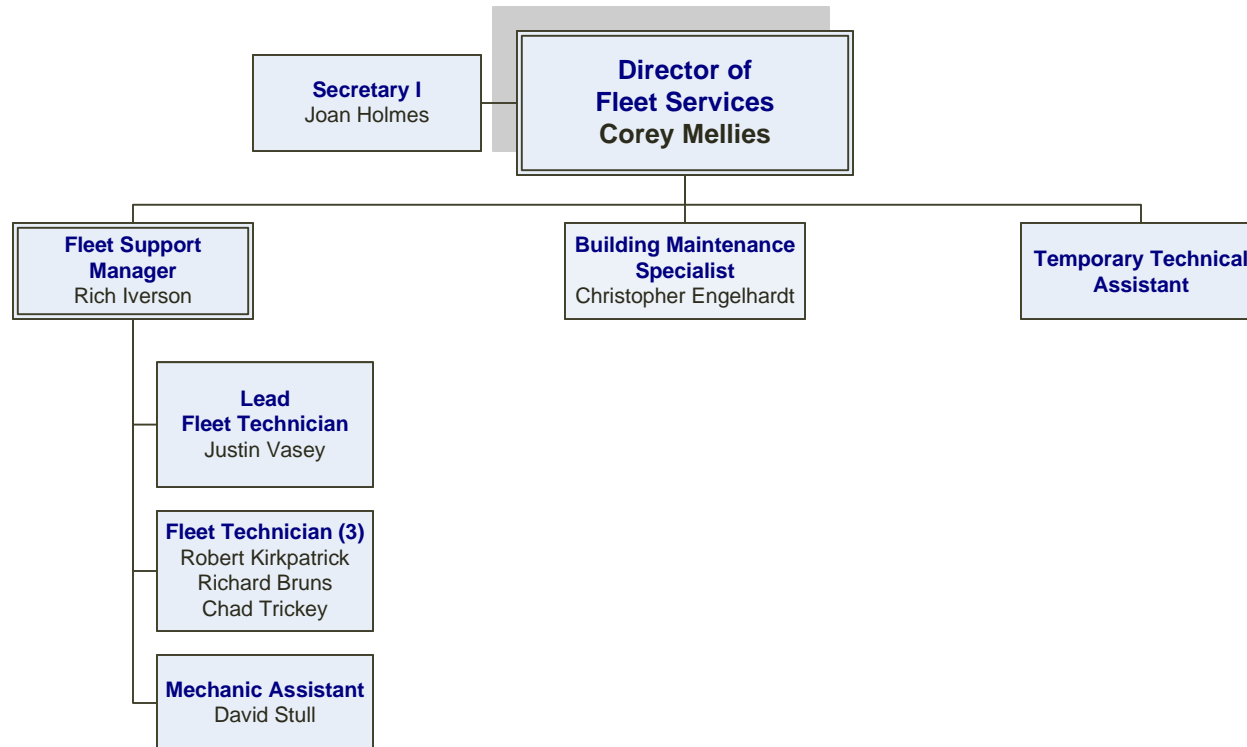 Director of
Fleet Services
Corey Mellies
Secretary I
Joan Holmes
Fleet Support
Manager
Rich Iverson
Building Maintenance
Specialist
Christopher Engelhardt
Temporary Technical
Assistant
Lead
Fleet Technician
Justin Vasey
Fleet Technician (3)
Robert Kirkpatrick
Richard Bruns
Chad Trickey
Mechanic Assistant
David Stull